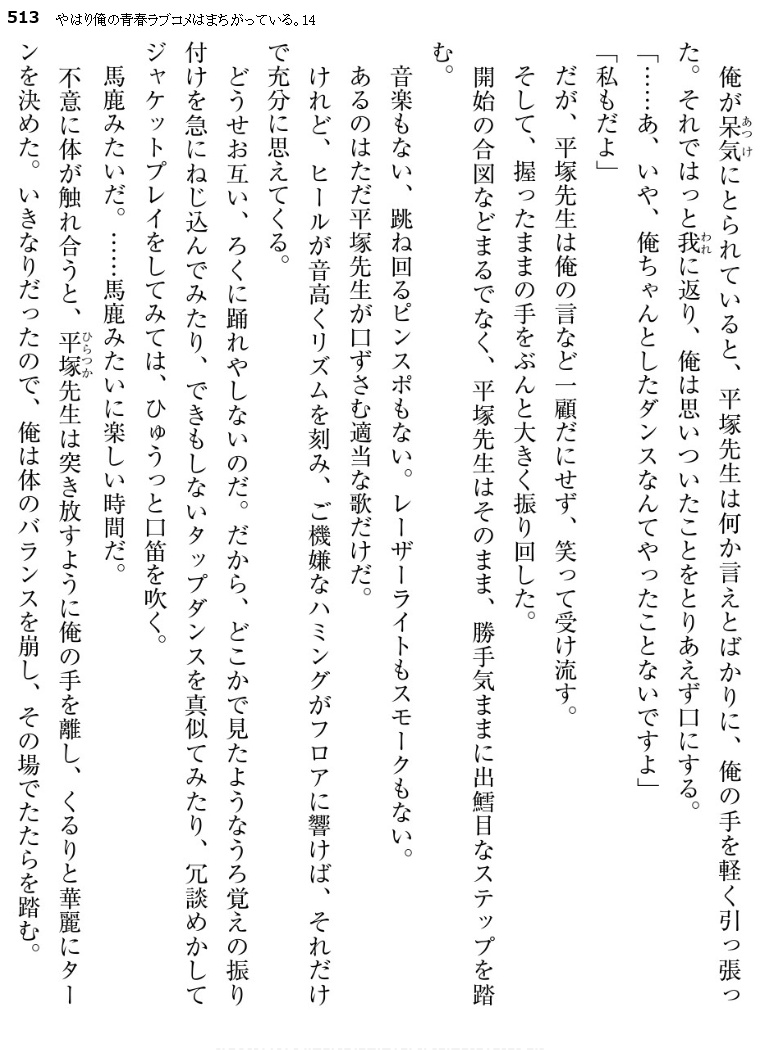 513 やはり俺の青春ラブコメはまちがっている。14
俺が呆気にとられていると、平塚先生は何か言えとばかりに、俺の手を軽く引っ張っ
た。それではっと我に返り、俺は思いついたことをとりあえず口にする。
「……あ、いや、俺ちゃんとしたダンスなんてやったことないですよ」
「私もだよ」
だが、平塚先生は俺の言など一顧だにせず、笑って受け流す。
そして、握ったままの手をぶんと大きく振り回した。
開始の合図などまるでなく、平塚先生はそのまま、勝手気ままに出鱈目なステップを踏
む。
音楽もない、跳ね回るピンスポもない。レーザーライトもスモークもない。
あるのはただ平塚先生が口ずさむ適当な歌だけだ。
けれど、ヒールが音高くリズムを刻み、ご機嫌なハミングがフロアに響けば、それだけ
で充分に思えてくる。
どうせお互い、ろくに踊れやしないのだ。だから、どこかで見たようなうろ覚えの振り
付けを急にねじ込んでみたり、できもしないタップダンスを真似てみたり、冗談めかして
ジャケットプレイをしてみては、ひゅうっと口笛を吹く。
馬鹿みたいだ。……馬鹿みたいに楽しい時間だ。
不意に体が触れ合うと、平塚先生は突き放すように俺の手を離し、くるりと華麗にター
ンを決めた。いきなりだったので、俺は体のバランスを崩し、その場でたたらを踏む。